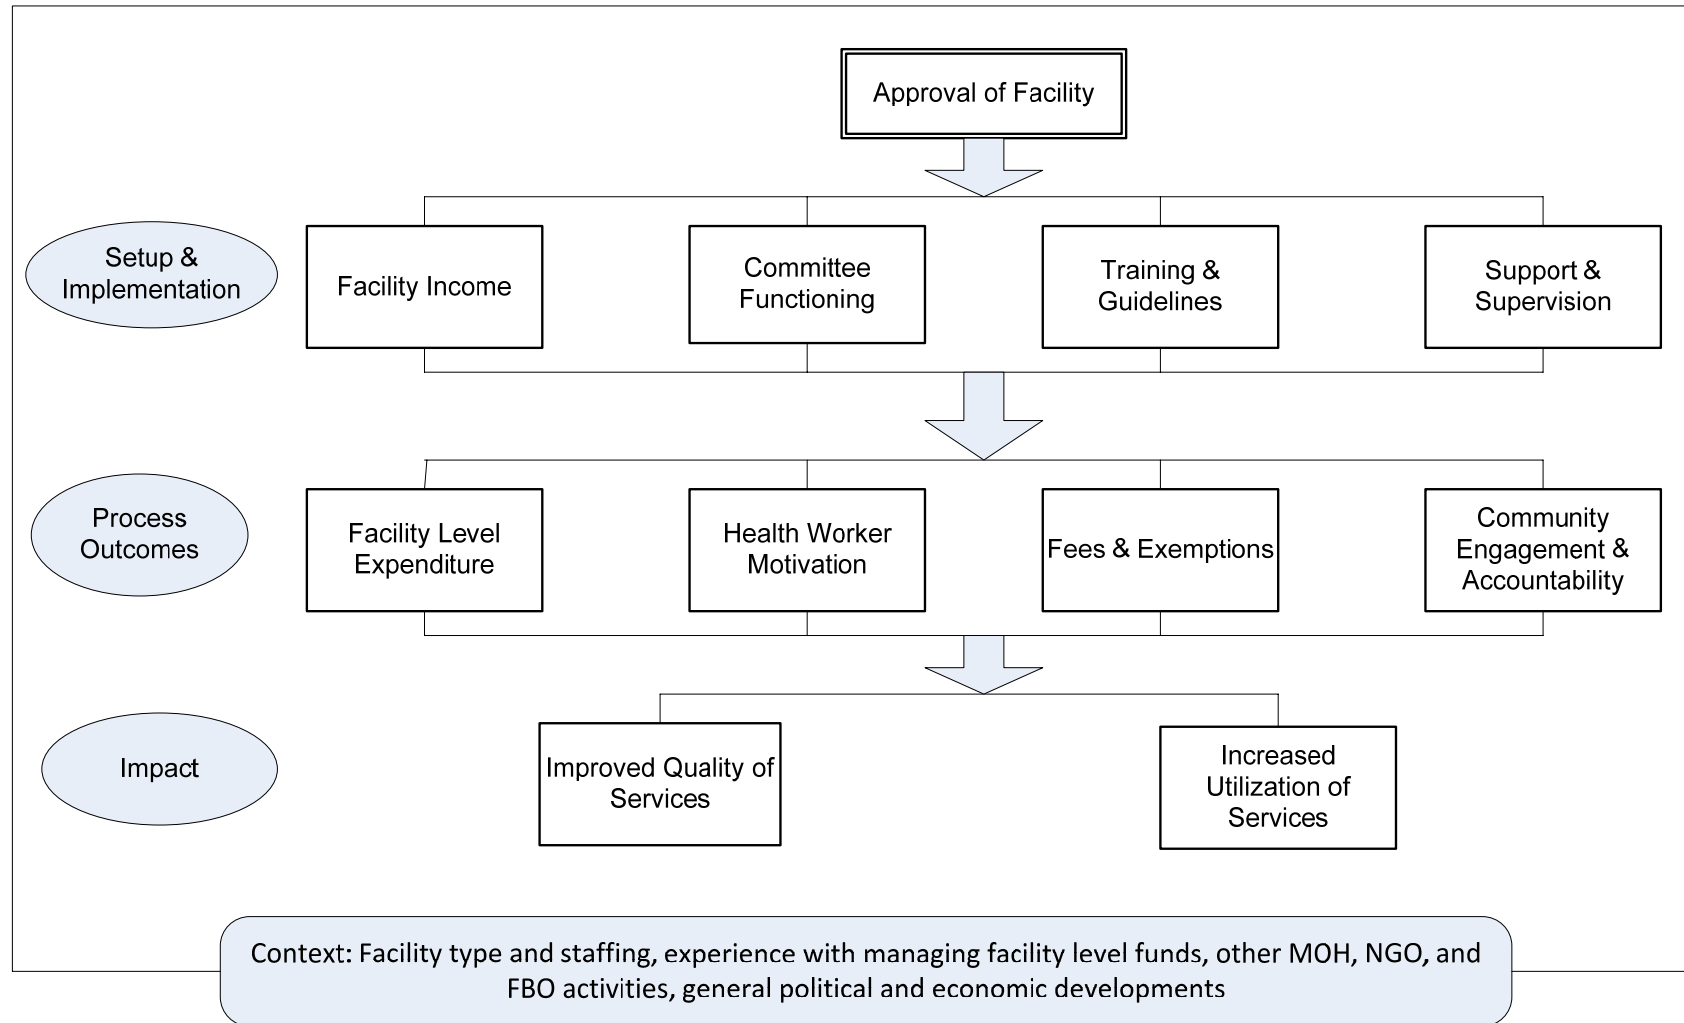 Approval of Facility
Setup &
Implementation
Facility Income
Committee
Functioning
Training &
Guidelines
Support &
Supervision
Process
Outcomes
Facility Level
Expenditure
Health Worker
Motivation
Fees & Exemptions
Community
Engagement &
Accountability
Impact
Improved Quality of
Services
Increased
Utilization of
Services
Context: Facility type and staffing, experience with managing facility level funds, other MOH, NGO, and
FBO activities, general political and economic developments